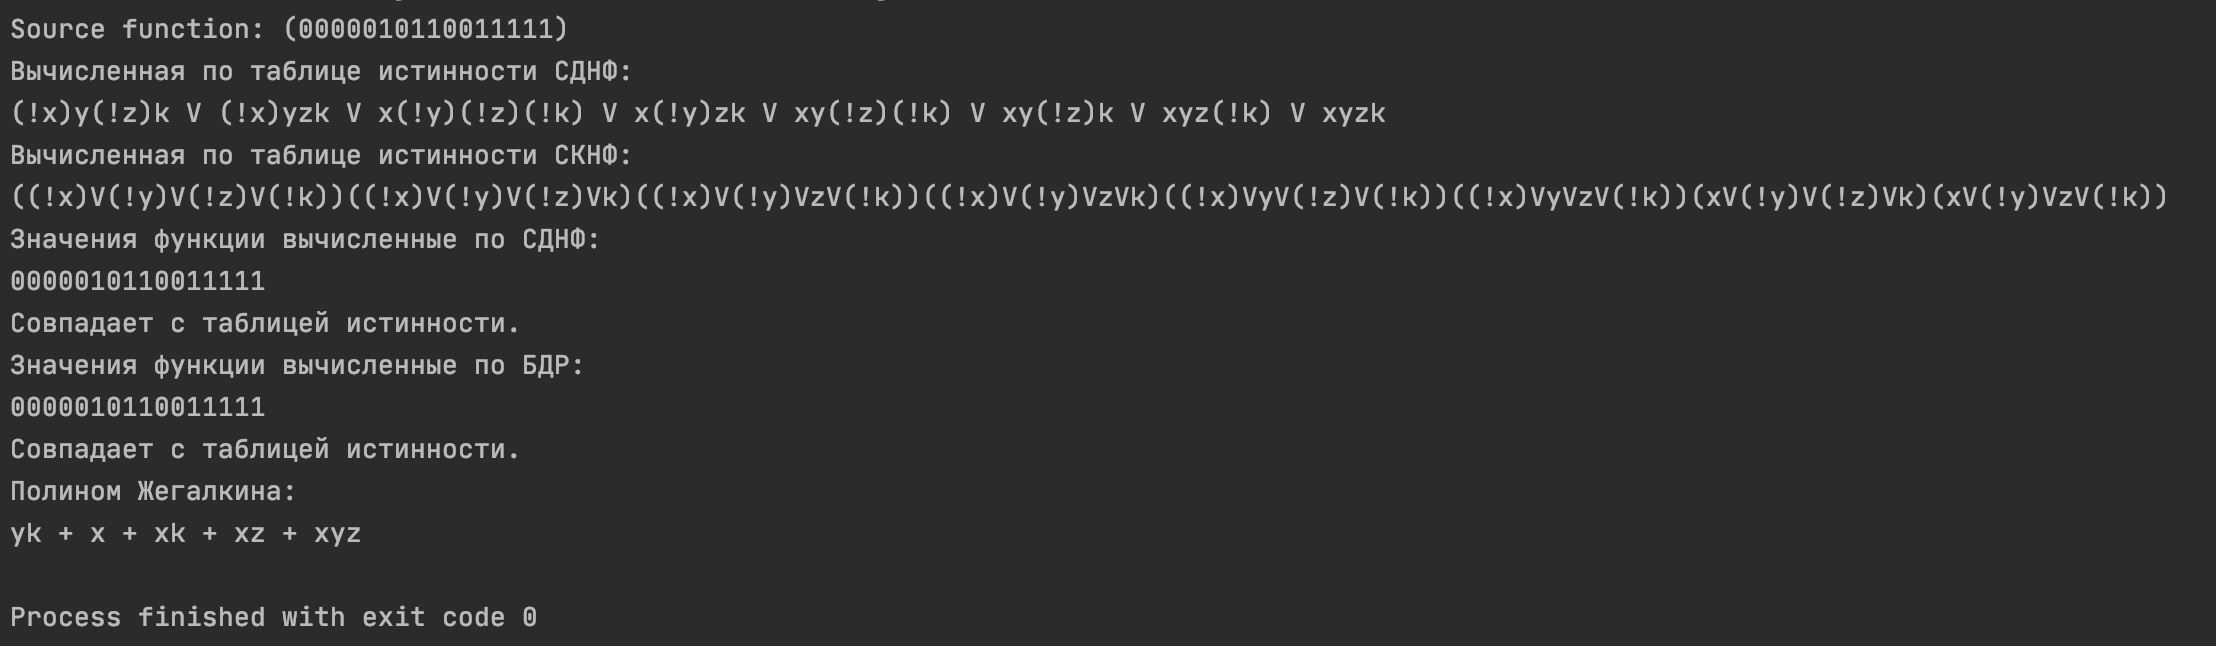 Source function: (0000010110011111)
Вычисленная по таблице истинности СДНФ:
(!x)y(!z)k V (!x)yzk V x(!y)(!z)(!k) V x(!y)zk V xy(!z)(!k) V xy(!z)k V xyz(!k) V xyzk
Вычисленная по таблице истинности СКНФ:
((!x)V(!y)V(!z)V(!k))((!x)V(!y)V(!z)Vk)((!x)V(!y)VzV(!k))((!x)V(!y)VzVk)((!x)VyV(!z)V(!k))((!x)VyVzV(!k))(xV(!y)V(!z)Vk)(xV(!y)VzV(!k))
Значения функции вычисленные по СДНФ:
0000010110011111
Совпадает с таблицей истинности.
Значения функции вычисленные по БДР:
0000010110011111
Совпадает с таблицей истинности.
Полином Жегалкина:
yk + x + xk + xz + xyz
Process finished with exit code 0